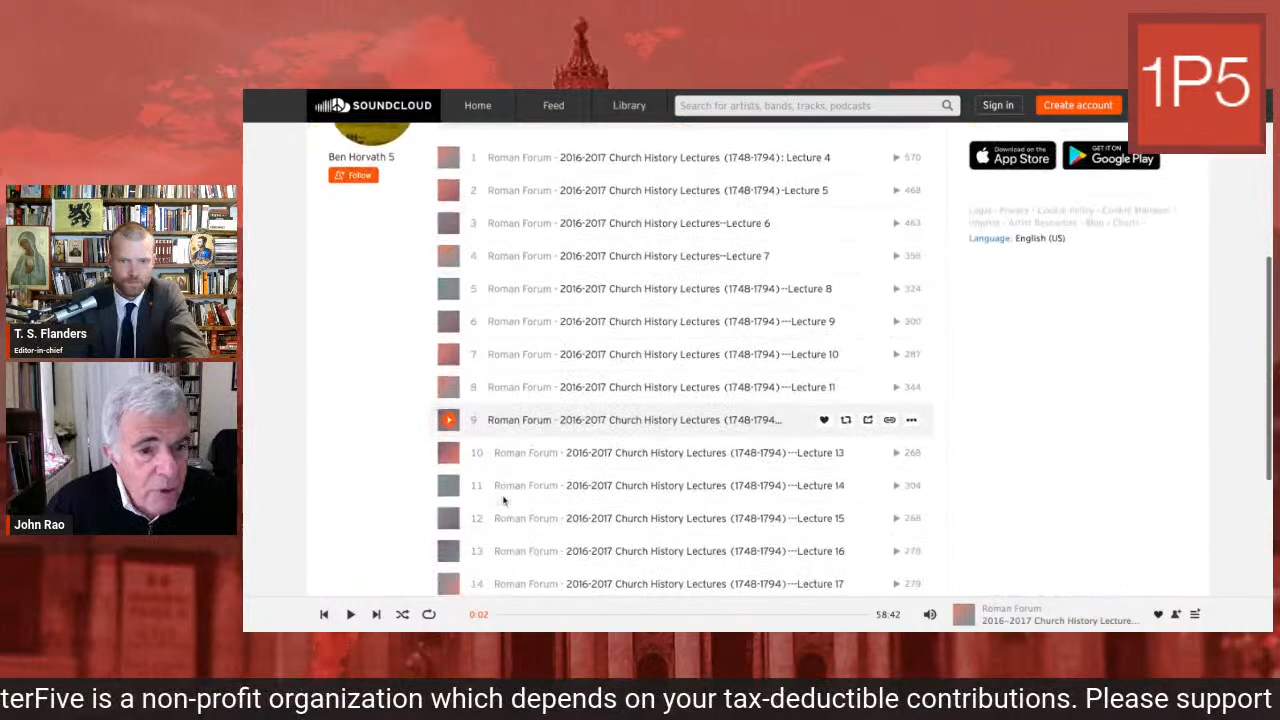 1P5
SOUNDCLOUD
Home
Feed
Library
Search for artists, bands, tracks, podcasts
Sign in
Create account
Ben Horvath 5
Follow
1 Roman Forum - 2016-2017 Church History Lectures (1748-1794): Lecture 4 570
2 Roman Forum - 2016-2017 Church History Lectures (1748-1794)-Lecture 5 468
3 Roman Forum - 2016-2017 Church History Lectures--Lecture 6 463
4 Roman Forum - 2016-2017 Church History Lectures--Lecture 7 358
5 Roman Forum - 2016-2017 Church History Lectures (1748-1794)--Lecture 8 324
6 Roman Forum - 2016-2017 Church History Lectures (1748-1794)---Lecture 9 300
7 Roman Forum - 2016-2017 Church History Lectures (1748-1794)---Lecture 10 287
8 Roman Forum - 2016-2017 Church History Lectures (1748-1794)---Lecture 11 344
9 Roman Forum - 2016-2017 Church History Lectures (1748-1794...
10 Roman Forum - 2016-2017 Church History Lectures (1748-1794)---Lecture 13 268
11 Roman Forum - 2016-2017 Church History Lectures (1748-1794)---Lecture 14 304
12 Roman Forum - 2016-2017 Church History Lectures (1748-1794)---Lecture 15 268
13 Roman Forum - 2016-2017 Church History Lectures (1748-1794)---Lecture 16 278
14 Roman Forum - 2016-2017 Church History Lectures (1748-1794)---Lecture 17 279
Download on the
App Store
GET IT ON
Google Play
Legal - Privacy - Cookie Policy - Cookie Manager -
Imprint - Artist Resources - Blog - Charts -
Language: English (US)
T. S. Flanders
Editor-in-chief
John Rao
0:02
58:42
Roman Forum
2016-2017 Church History Lecture...
terFive is a non-profit organization which depends on your tax-deductible contributions. Please support